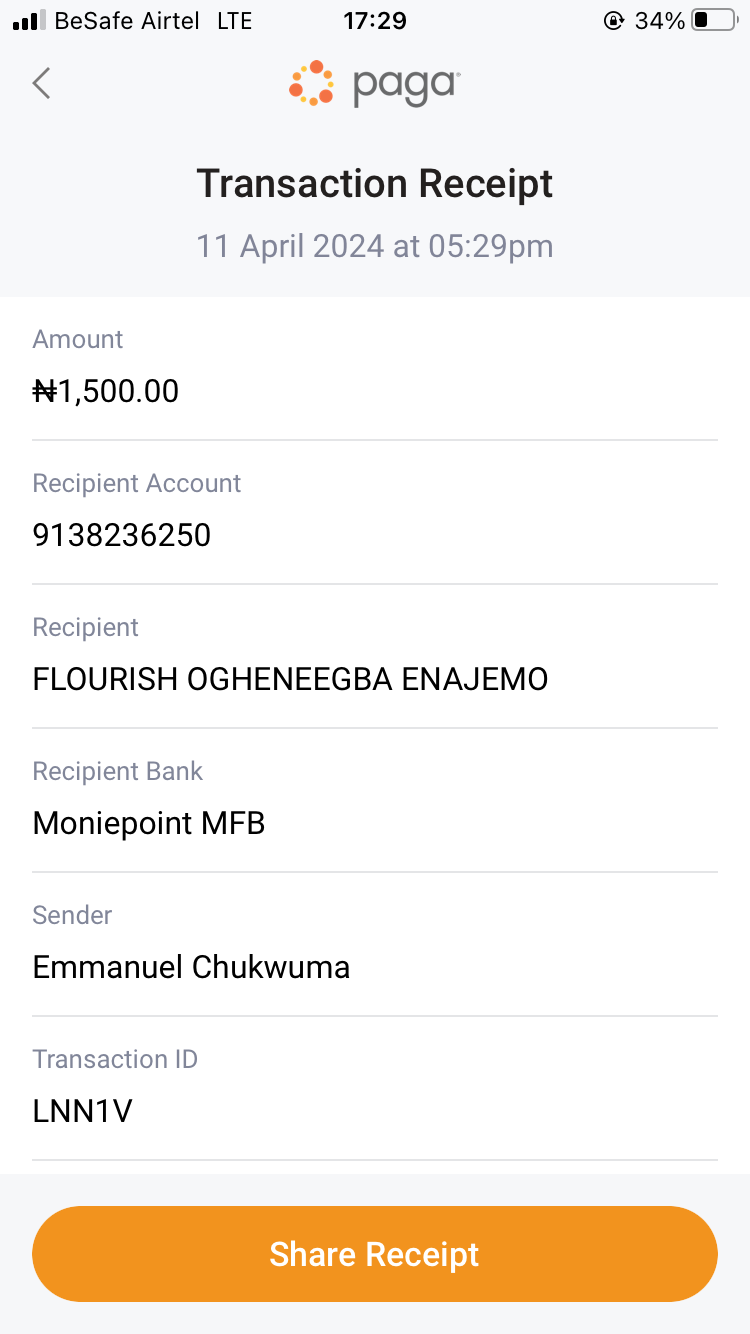 BeSafe Airtel LTE 17:29 34%
paga
Transaction Receipt
11 April 2024 at 05:29pm
Amount
₦1,500.00
Recipient Account
9138236250
Recipient
FLOURISH OGHENEEGBA ENAJEMO
Recipient Bank
Moniepoint MFB
Sender
Emmanuel Chukwuma
Transaction ID
LNN1V
Share Receipt